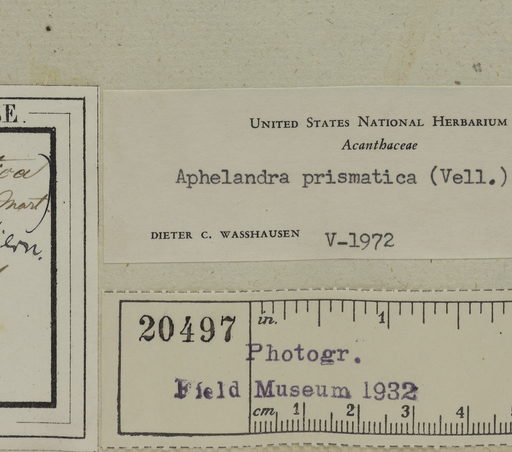 E.
Mart.
UNITED STATES NATIONAL HERBARIUM
Acanthaceae
Aphelandra prismatica (Vell.)
DIETER C. WASSHAUSEN V-1972
20497
in. 1
Photogr.
Field Museum 1932
cm. 1 2 3 4